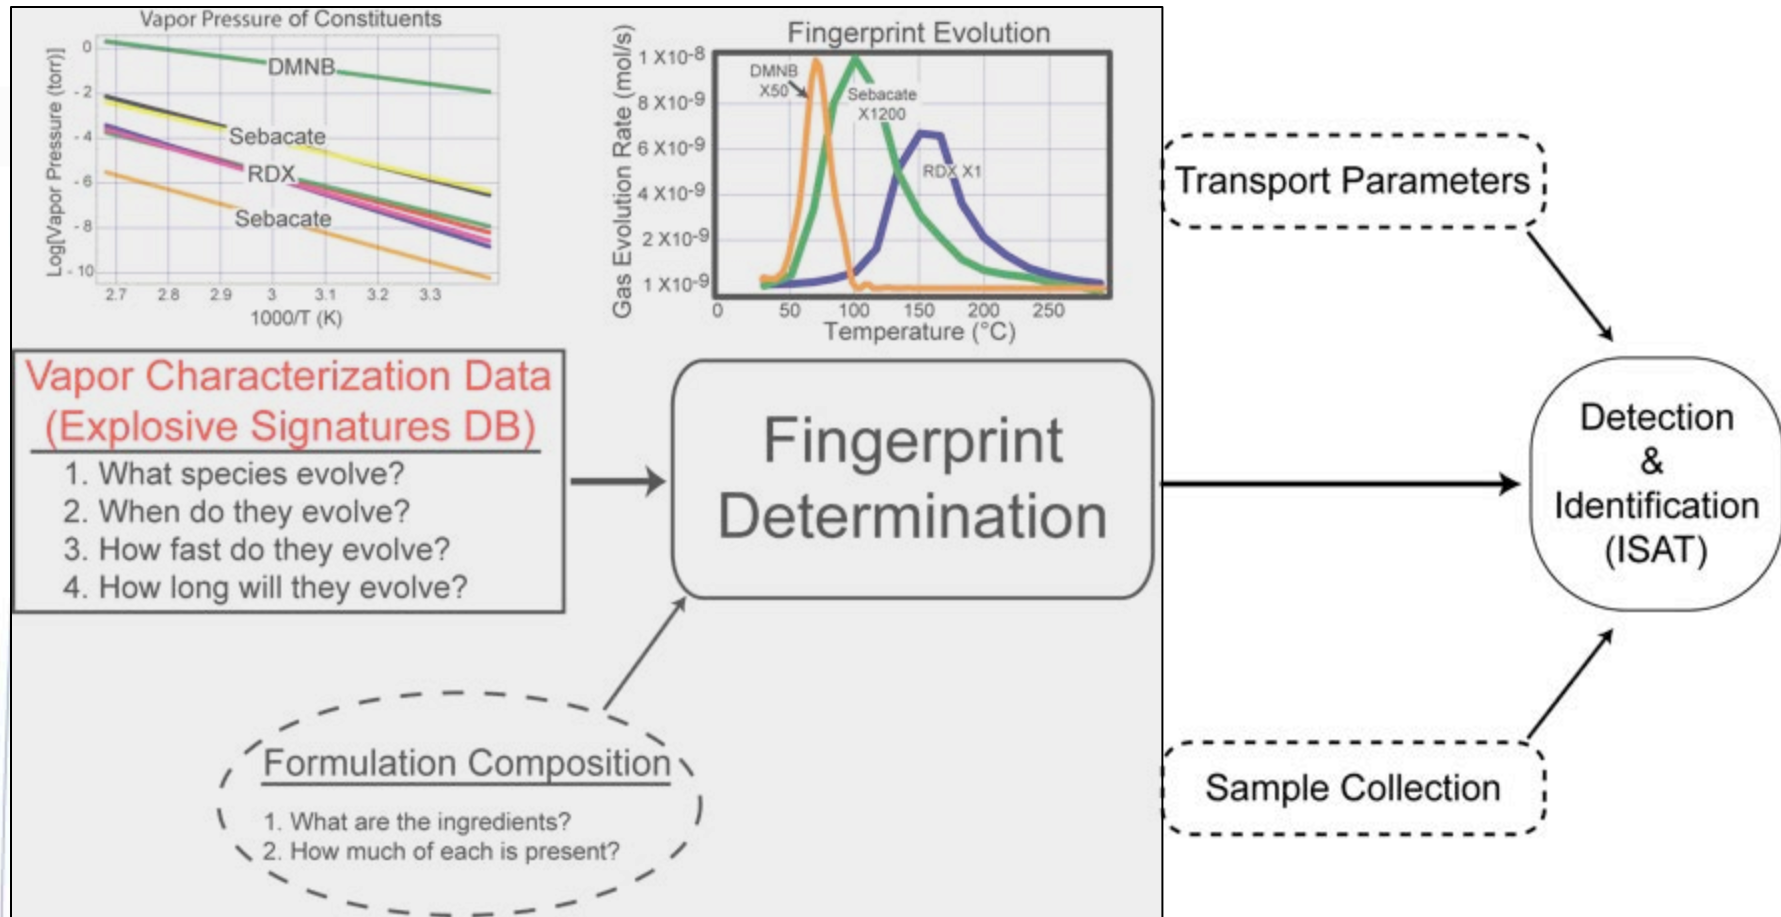 Vapor Pressure of Constituents
Log[Vapor Pressure (torr)]
0
- 2
- 4
- 6
- 8
- 10
DMNB
Sebacate
RDX
Sebacate
2.7 2.8 2.9 3 3.1 3.2 3.3
1000/T (K)
Fingerprint Evolution
Gas Evolution Rate (mol/s)
1 X10-8
8 X10-9
6 X10-9
4 X10-9
2 X10-9
1 X10-9
DMNB
X50
Sebacate
X1200
RDX X1
0 50 100 150 200 250
Temperature (°C)
Vapor Characterization Data
(Explosive Signatures DB)
1. What species evolve?
2. When do they evolve?
3. How fast do they evolve?
4. How long will they evolve?
Fingerprint
Determination
Formulation Composition
1. What are the ingredients?
2. How much of each is present?
Transport Parameters
Detection
&
Identification
(ISAT)
Sample Collection